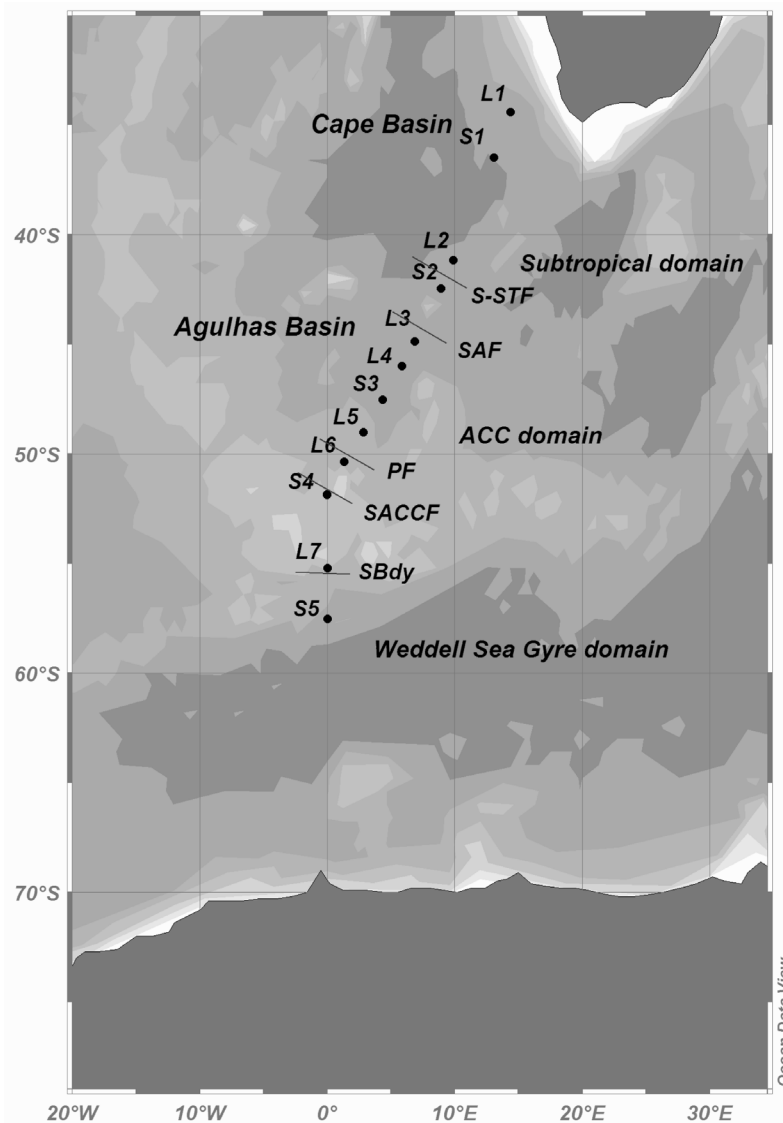 L1
Cape Basin
S1
40°S
L2
Subtropical domain
S2
S-STF
L3
Agulhas Basin
SAF
L4
S3
L5
ACC domain
L6
50°S
PF
S4
SACCF
L7
SBdy
S5
Weddell Sea Gyre domain
60°S
70°S
Ocean Data View
20°W
10°W
0°
10°E
20°E
30°E